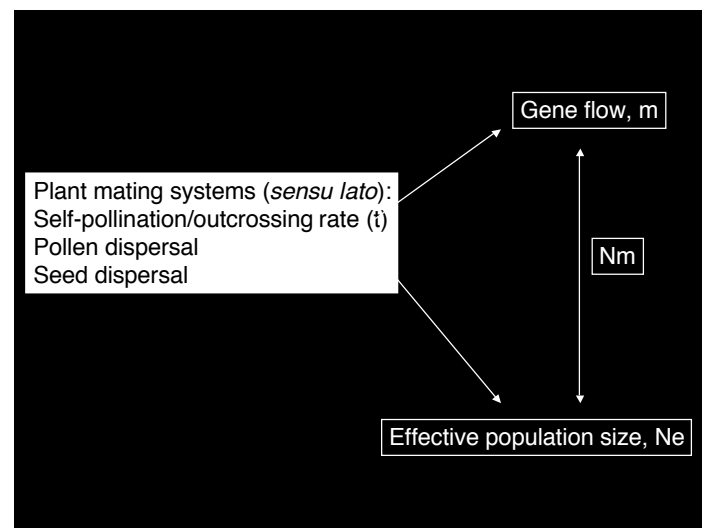 Gene flow, m
Plant mating systems (sensu lato):
Self-pollination/outcrossing rate (t)
Pollen dispersal
Seed dispersal
Nm
Effective population size, Ne